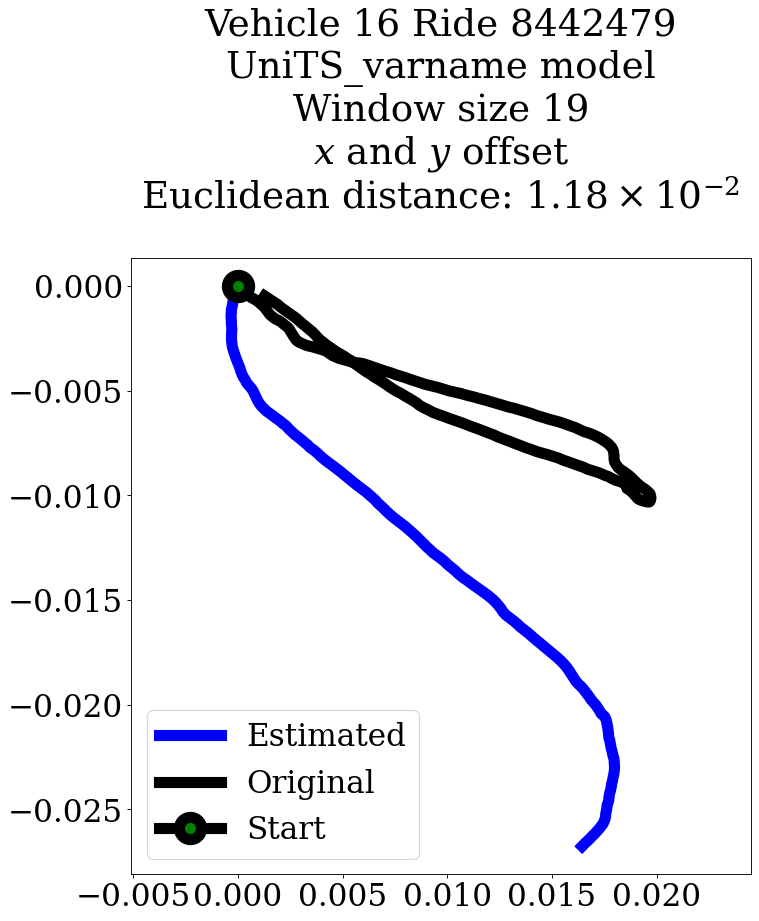 Vehicle 16 Ride 8442479
UniTS_varname model
Window size 19
x and y offset
Euclidean distance: 1.18 × 10⁻²
0.000
−0.005
−0.010
−0.015
−0.020
−0.025
Estimated
Original
Start
−0.005 0.000 0.005 0.010 0.015 0.020